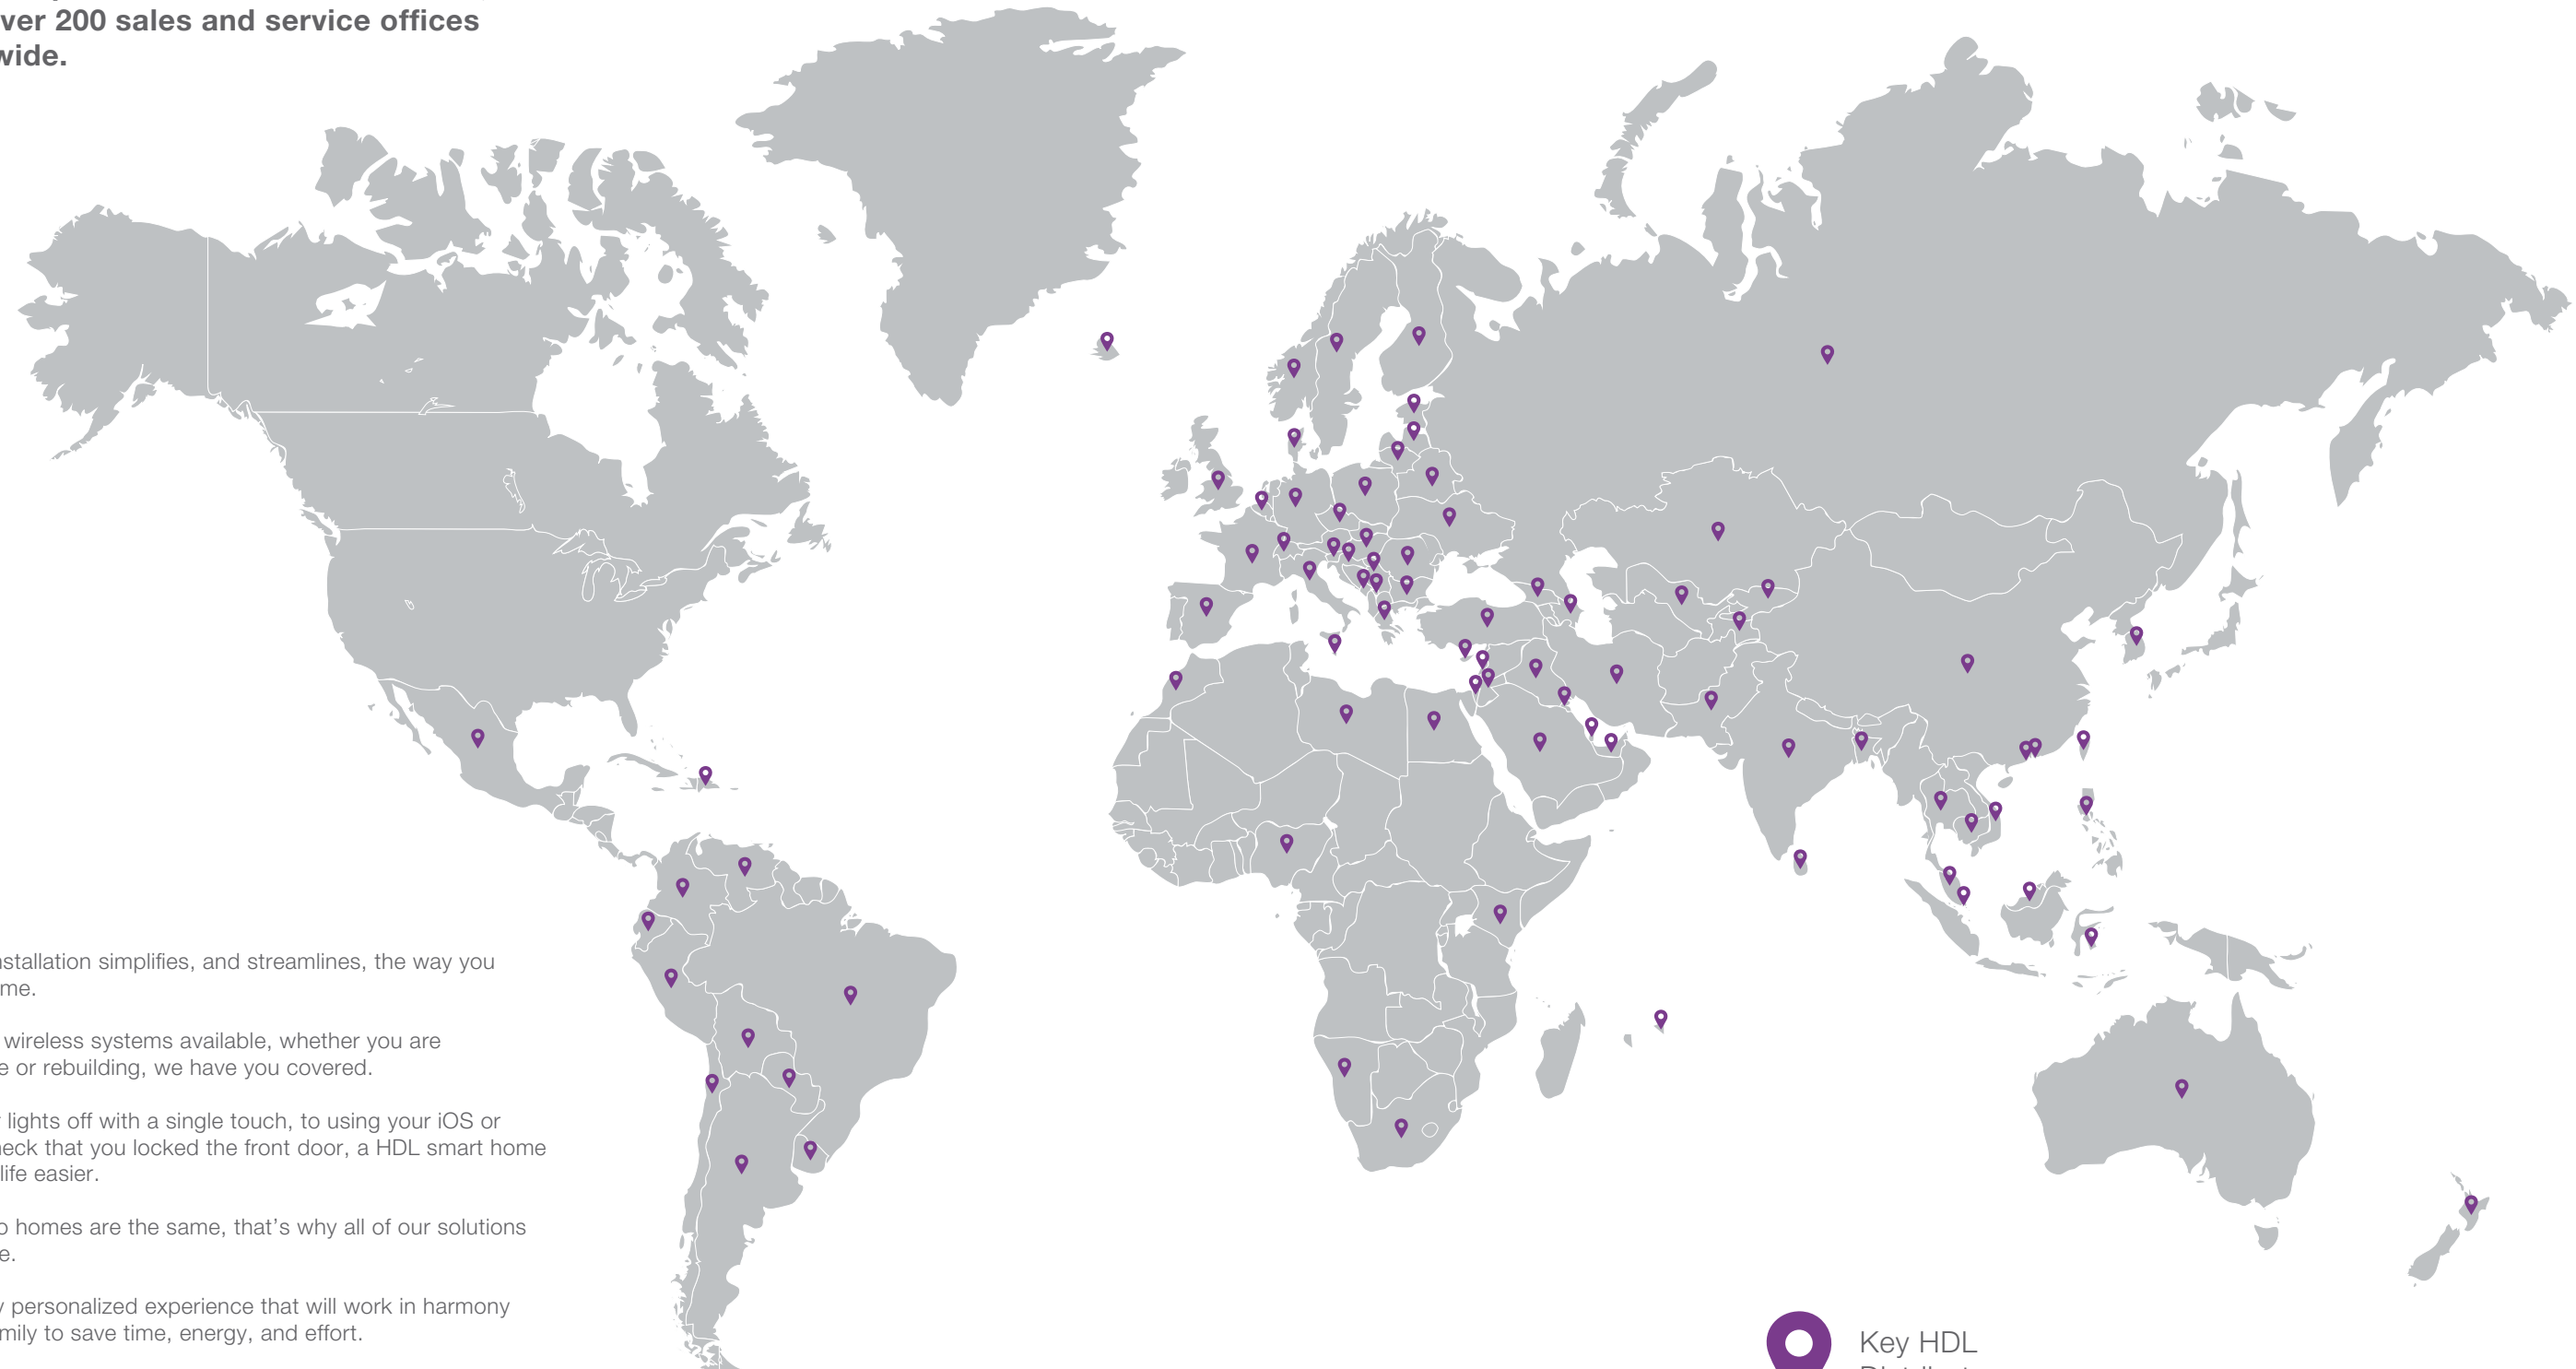 ver 200 sales and service offices
wide.
nstallation simplifies, and streamlines, the way you
me.
wireless systems available, whether you are
e or rebuilding, we have you covered.
lights off with a single touch, to using your iOS or
neck that you locked the front door, a HDL smart home
life easier.
o homes are the same, that's why all of our solutions
e.
y personalized experience that will work in harmony
mily to save time, energy, and effort.
Key HDL